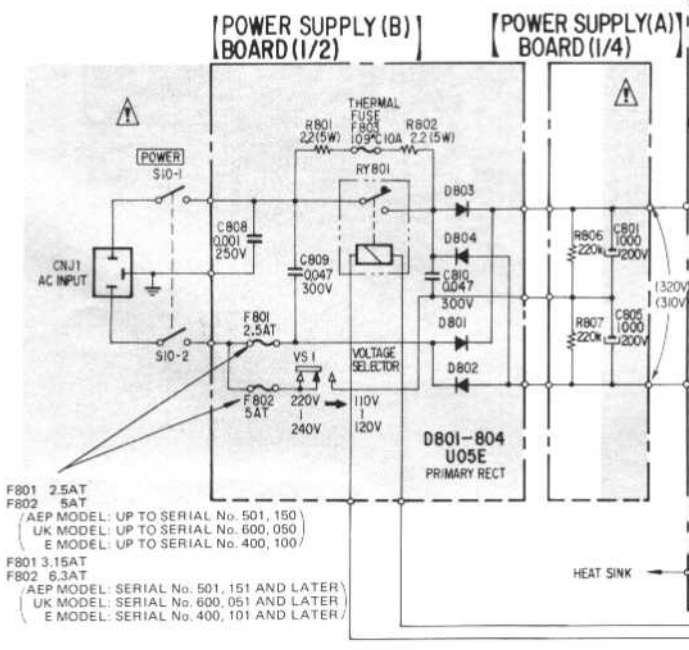 POWER SUPPLY (B)
BOARD (1/2)
POWER SUPPLY(A)
BOARD (1/4)
THERMAL
FUSE
F803
109°C10A
R801
2.2(5W)
R802
2.2(5W)
POWER
S10-1
RY801
D803
C808
0.001
250V
D804
R806
220K
C801
1000
200V
CNJ1
AC INPUT
C809
0.047
300V
C810
0.047
300V
(320V)
(310V)
F801
2.5AT
D801
R807
220K
C805
1000
200V
S10-2
VS1
VOLTAGE
SELECTOR
D802
F802
5AT
220V
|
240V
110V
|
120V
D801-804
U05E
PRIMARY RECT
F801 2.5AT
F802 5AT
(AEP MODEL: UP TO SERIAL No. 501, 150
UK MODEL: UP TO SERIAL No. 600, 050
E MODEL: UP TO SERIAL No. 400, 100)
F801 3.15AT
F802 6.3AT
(AEP MODEL: SERIAL No. 501, 151 AND LATER
UK MODEL: SERIAL No. 600, 051 AND LATER
E MODEL: SERIAL No. 400, 101 AND LATER)
HEAT SINK